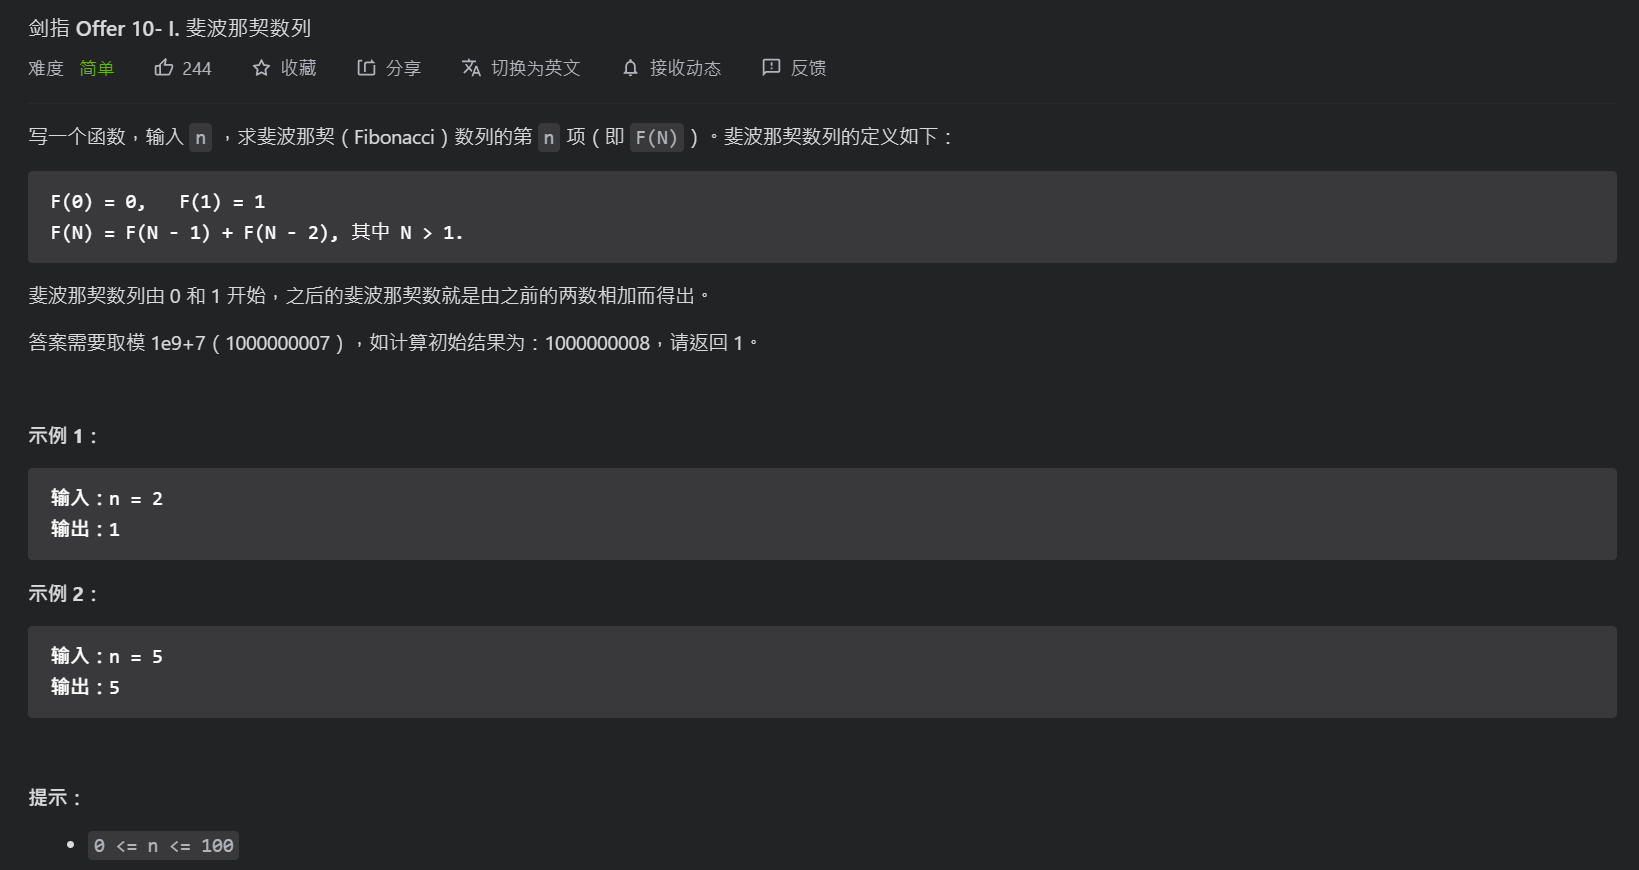 剑指 Offer 10- I. 斐波那契数列
难度 简单 244 收藏 分享 切换为英文 接收动态 反馈
写一个函数，输入 n ，求斐波那契（Fibonacci）数列的第 n 项（即 F(N)）。斐波那契数列的定义如下：
F(0) = 0,   F(1) = 1
F(N) = F(N - 1) + F(N - 2), 其中 N > 1.
斐波那契数列由 0 和 1 开始，之后的斐波那契数就是由之前的两数相加而得出。
答案需要取模 1e9+7（1000000007），如计算初始结果为：1000000008，请返回 1。
示例 1：
输入：n = 2
输出：1
示例 2：
输入：n = 5
输出：5
提示：
• 0 <= n <= 100